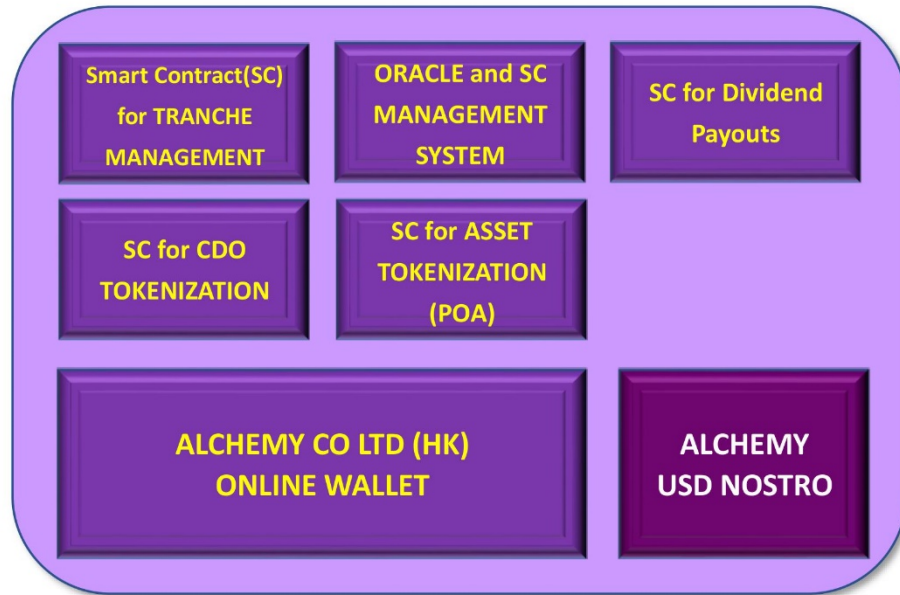 Smart Contract(SC)
for TRANCHE
MANAGEMENT
ORACLE and SC
MANAGEMENT
SYSTEM
SC for Dividend
Payouts
SC for CDO
TOKENIZATION
SC for ASSET
TOKENIZATION
(POA)
ALCHEMY CO LTD (HK)
ONLINE WALLET
ALCHEMY
USD NOSTRO